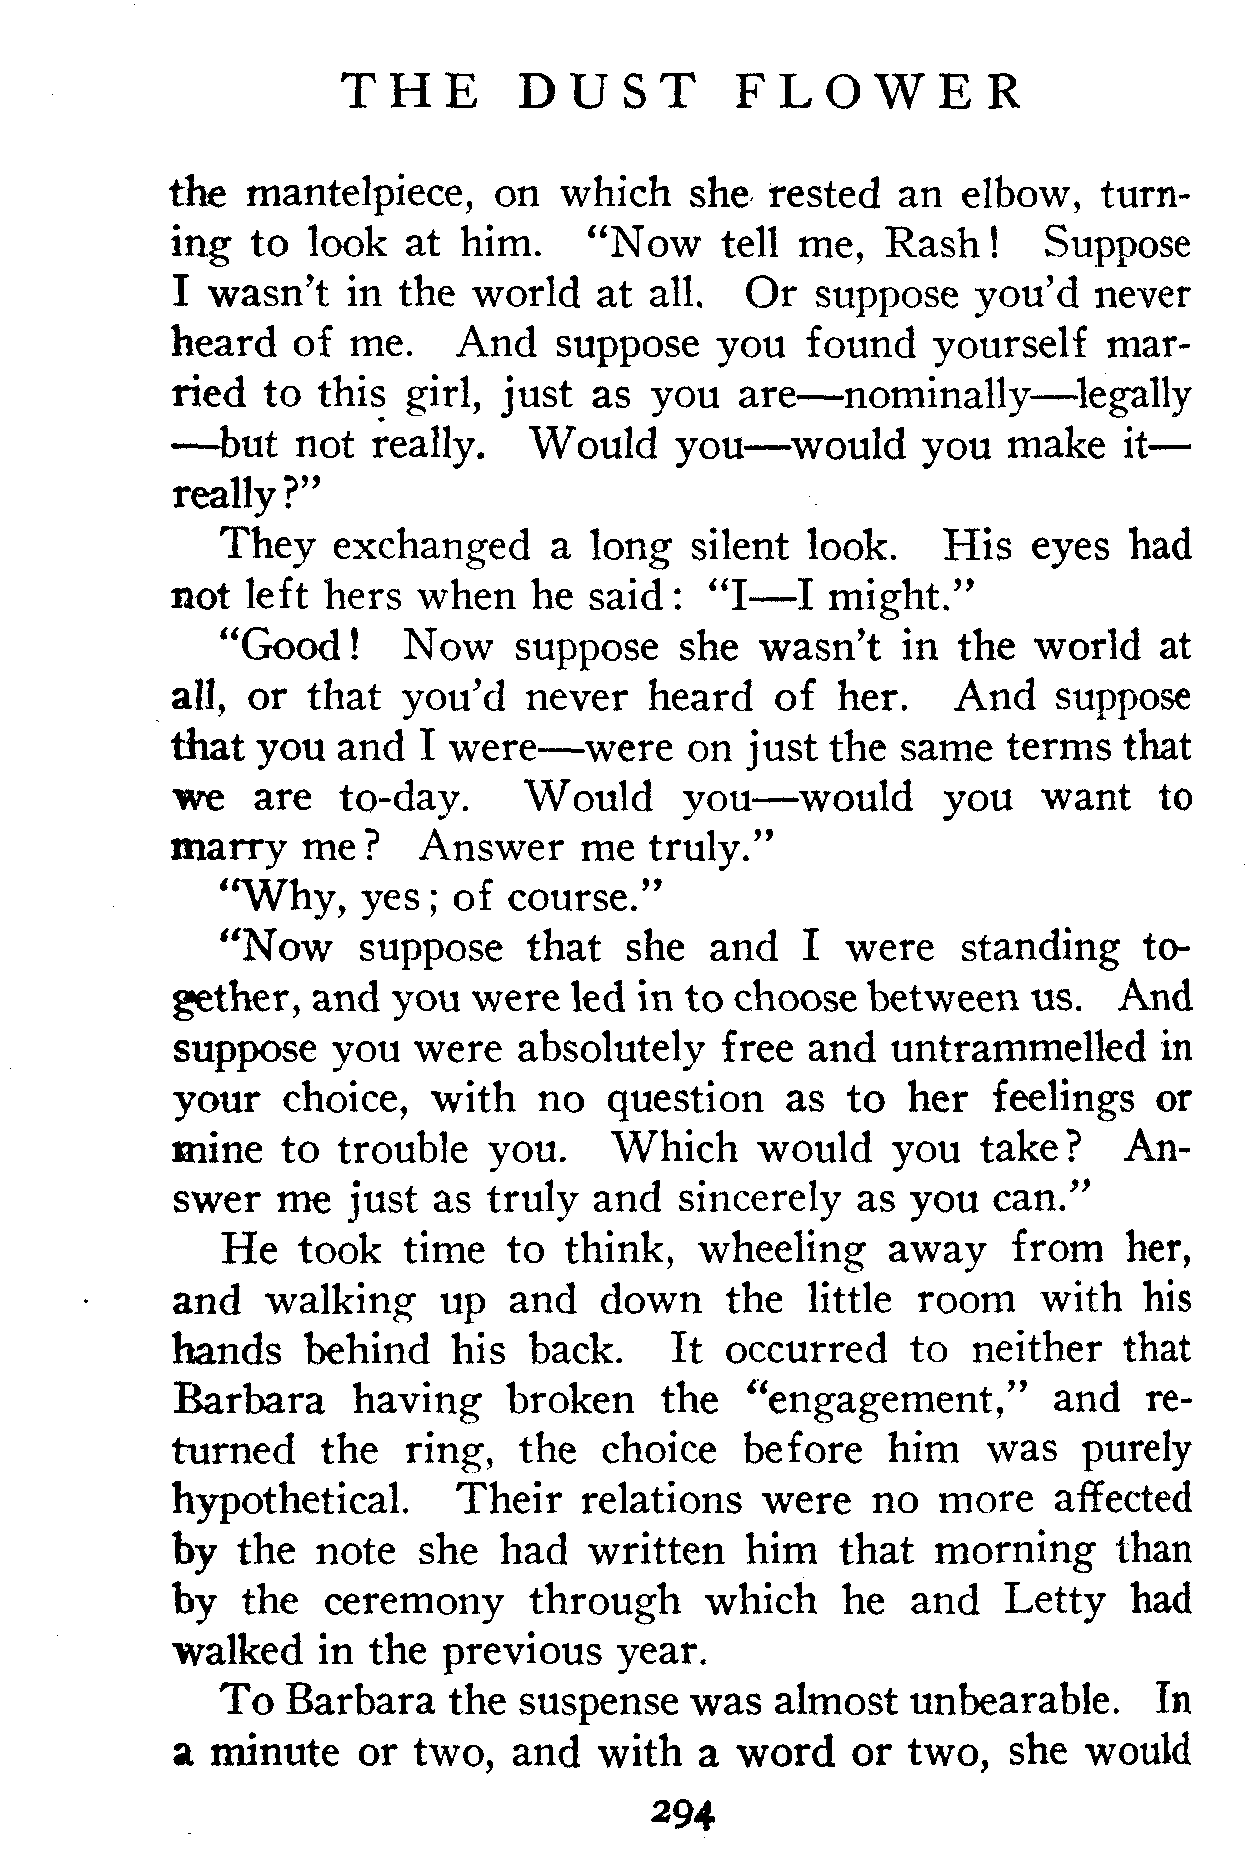 THE DUST FLOWER
the mantelpiece, on which she rested an elbow, turn-
ing to look at him. "Now tell me, Rash! Suppose
I wasn't in the world at all. Or suppose you'd never
heard of me. And suppose you found yourself mar-
ried to this girl, just as you are—nominally—legally
—but not really. Would you—would you make it—
really?"
They exchanged a long silent look. His eyes had
not left hers when he said: "I—I might."
"Good! Now suppose she wasn't in the world at
all, or that you'd never heard of her. And suppose
that you and I were—were on just the same terms that
we are to-day. Would you—would you want to
marry me? Answer me truly."
"Why, yes; of course."
"Now suppose that she and I were standing to-
gether, and you were led in to choose between us. And
suppose you were absolutely free and untrammelled in
your choice, with no question as to her feelings or
mine to trouble you. Which would you take? An-
swer me just as truly and sincerely as you can."
He took time to think, wheeling away from her,
and walking up and down the little room with his
hands behind his back. It occurred to neither that
Barbara having broken the "engagement," and re-
turned the ring, the choice before him was purely
hypothetical. Their relations were no more affected
by the note she had written him that morning than
by the ceremony through which he and Letty had
walked in the previous year.
To Barbara the suspense was almost unbearable. In
a minute or two, and with a word or two, she would
294